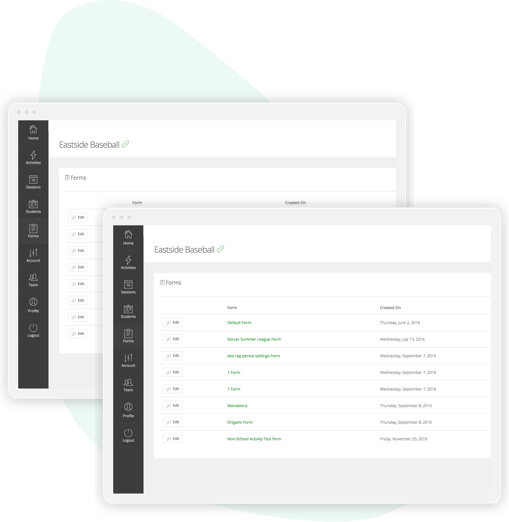 Home
Activities
Sessions
Students
Forms
Account
Team
Profile
Logout
Eastside Baseball
Forms
Form Created On
Edit
Edit
Edit
Edit
Edit
Edit
Edit
Edit
Home
Activities
Sessions
Students
Forms
Account
Team
Profile
Logout
Eastside Baseball
Forms
Form Created On
Edit Default Form Thursday, June 2, 2016
Edit Soccer Summer League Form Wednesday, July 13, 2016
Edit test reg period settings Form Wednesday, September 7, 2016
Edit 1 Form Wednesday, September 7, 2016
Edit 1 Form Wednesday, September 7, 2016
Edit Mandatory Thursday, September 8, 2016
Edit Origami Form Thursday, September 8, 2016
Edit Non-School Activity Test form Friday, November 25, 2016